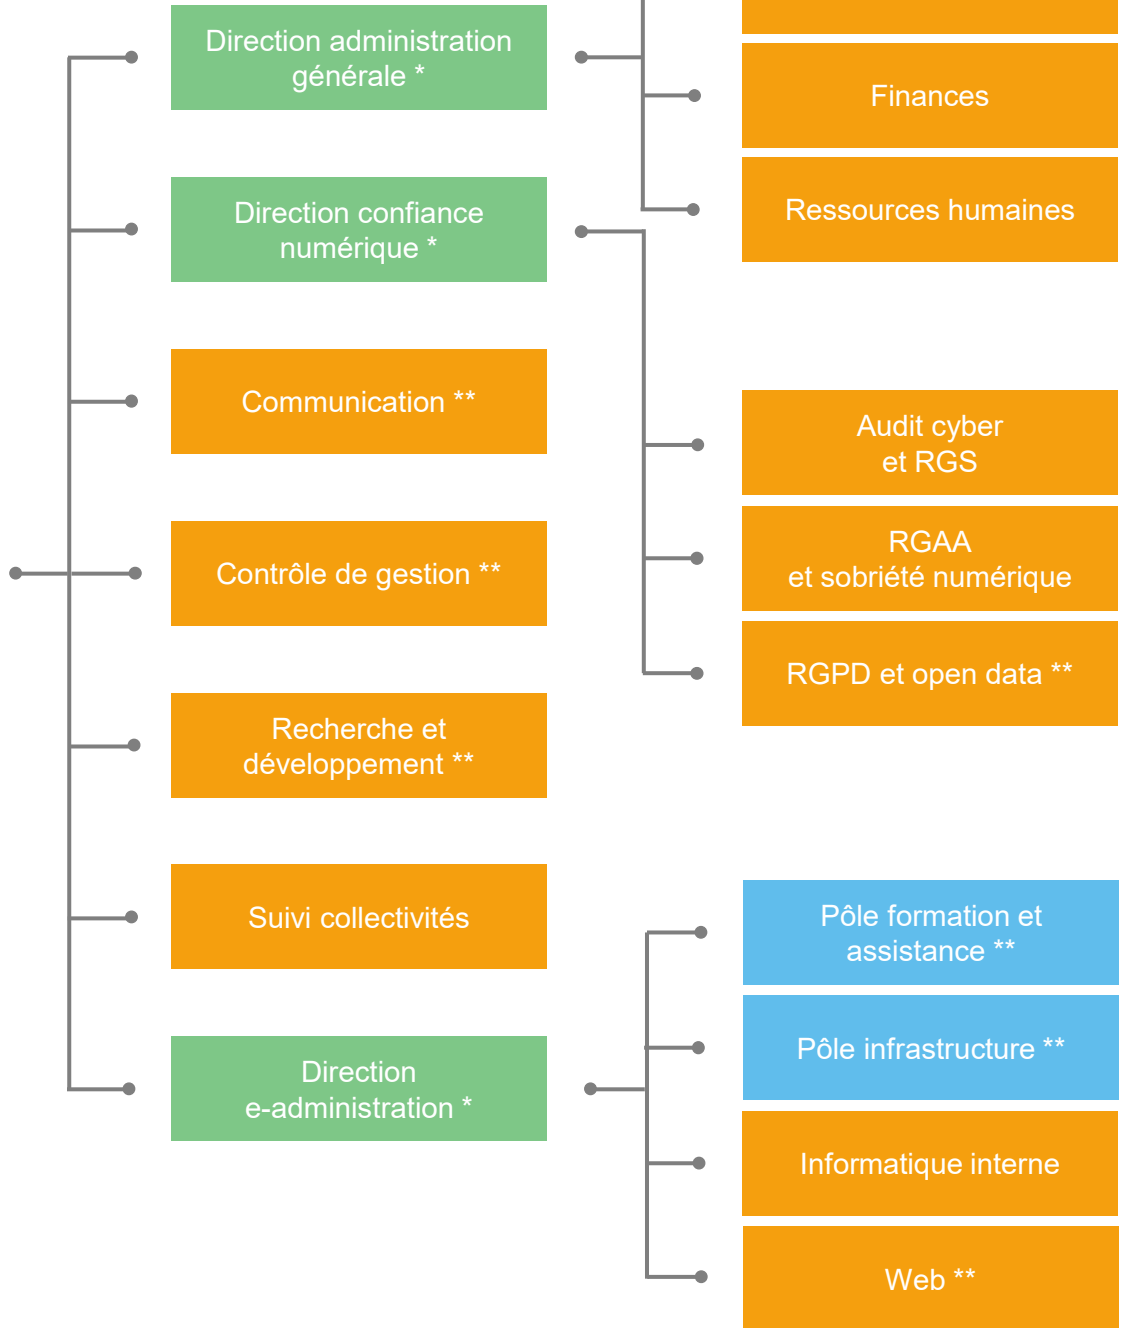 Direction administration
générale *
Finances
Ressources humaines
Direction confiance
numérique *
Audit cyber
et RGS
RGAA
et sobriété numérique
RGPD et open data **
Communication **
Contrôle de gestion **
Recherche et
développement **
Suivi collectivités
Direction
e-administration *
Pôle formation et
assistance **
Pôle infrastructure **
Informatique interne
Web **